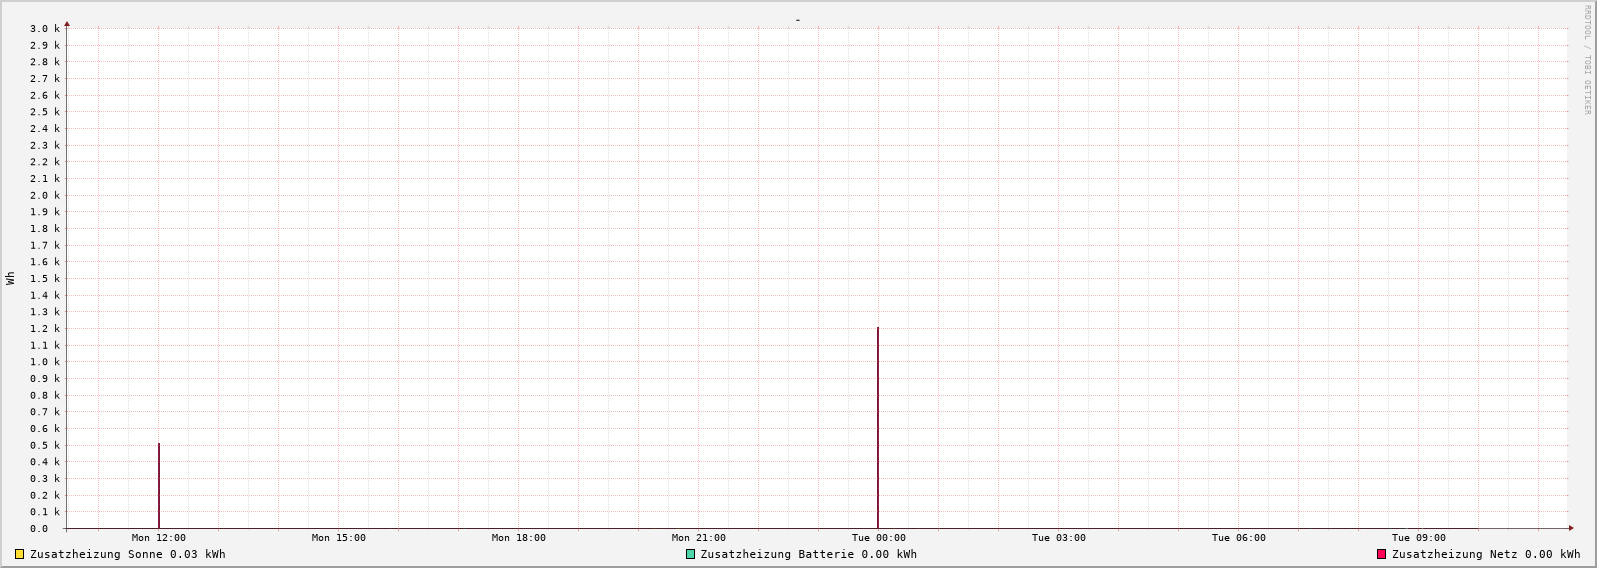 -
3.0 k
2.9 k
2.8 k
2.7 k
2.6 k
2.5 k
2.4 k
2.3 k
2.2 k
2.1 k
2.0 k
1.9 k
1.8 k
1.7 k
1.6 k
1.5 k
1.4 k
1.3 k
1.2 k
1.1 k
1.0 k
0.9 k
0.8 k
0.7 k
0.6 k
0.5 k
0.4 k
0.3 k
0.2 k
0.1 k
0.0
Wh
RRDTOOL / TOBI OETIKER
Mon 12:00 Mon 15:00 Mon 18:00 Mon 21:00 Tue 00:00 Tue 03:00 Tue 06:00 Tue 09:00
Zusatzheizung Sonne 0.03 kWh Zusatzheizung Batterie 0.00 kWh Zusatzheizung Netz 0.00 kWh